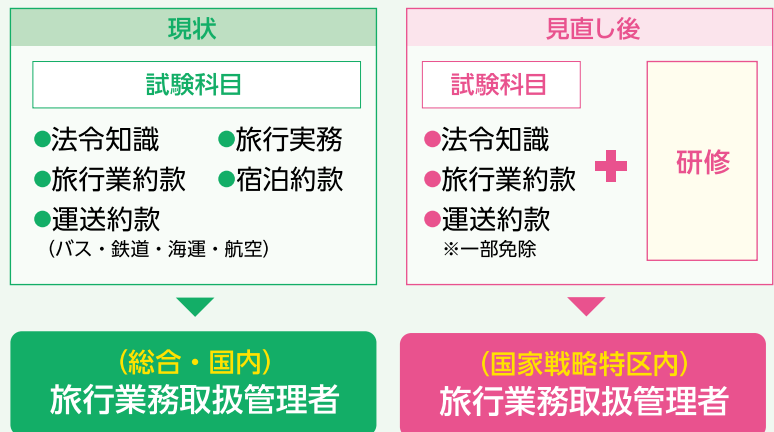 現状
試験科目
●法令知識
●旅行実務
●旅行業約款
●宿泊約款
●運送約款
（バス・鉄道・海運・航空）
（総合・国内）
旅行業務取扱管理者
見直し後
試験科目
●法令知識
●旅行業約款
●運送約款
※一部免除
+
研修
（国家戦略特区内）
旅行業務取扱管理者